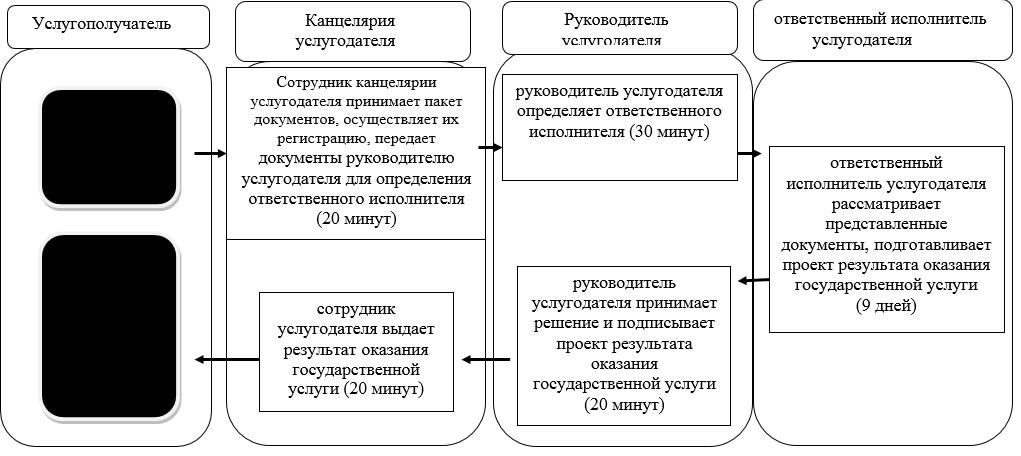 Услугополучатель
Канцелярия
услугодателя
Руководитель
услугодателя
ответственный исполнитель
услугодателя
Сотрудник канцелярии
услугодателя принимает пакет
документов, осуществляет их
регистрацию, передает
документы руководителю
услугодателя для определения
ответственного исполнителя
(20 минут)
руководитель услугодателя
определяет ответственного
исполнителя (30 минут)
ответственный
исполнитель услугодателя
рассматривает
представленные
документы, подготавливает
проект результата оказания
государственной услуги
(9 дней)
руководитель
услугодателя принимает
решение и подписывает
проект результата
оказания
государственной услуги
(20 минут)
сотрудник
услугодателя выдает
результат оказания
государственной
услуги (20 минут)